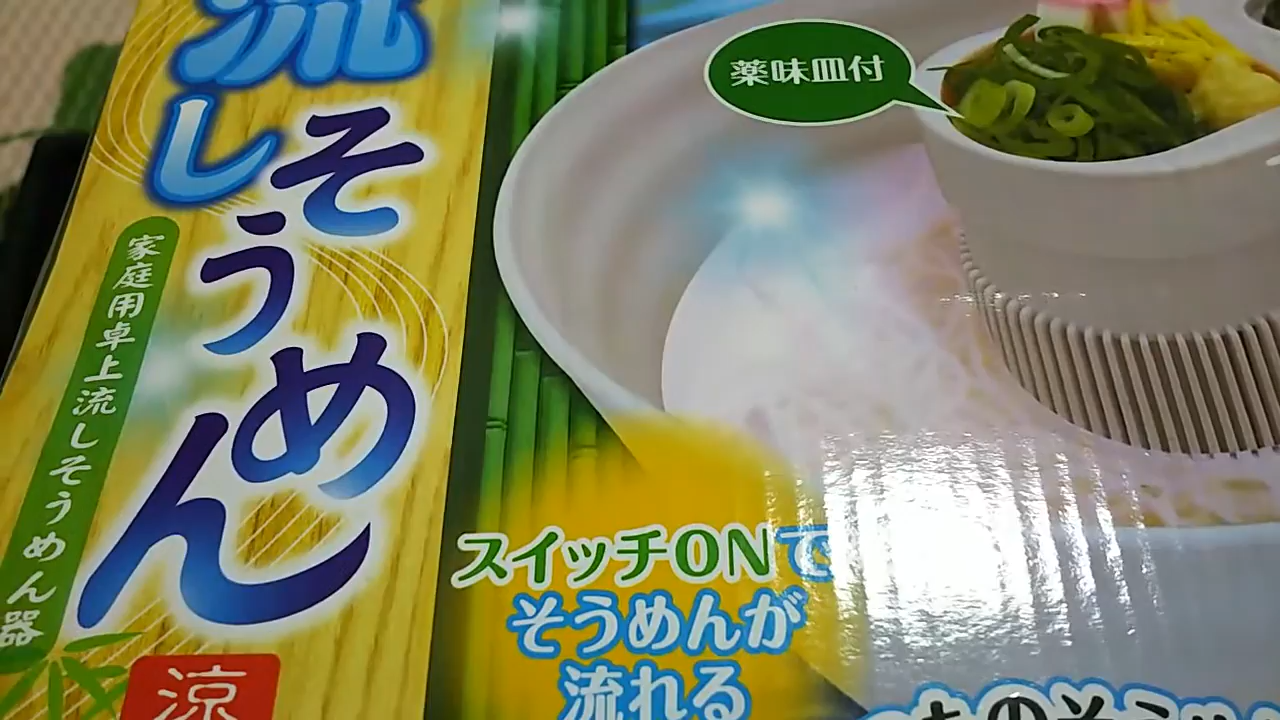 流し
そうめん
家庭用卓上流しそうめん器
涼
薬味皿付
スイッチONで
そうめんが
流れる